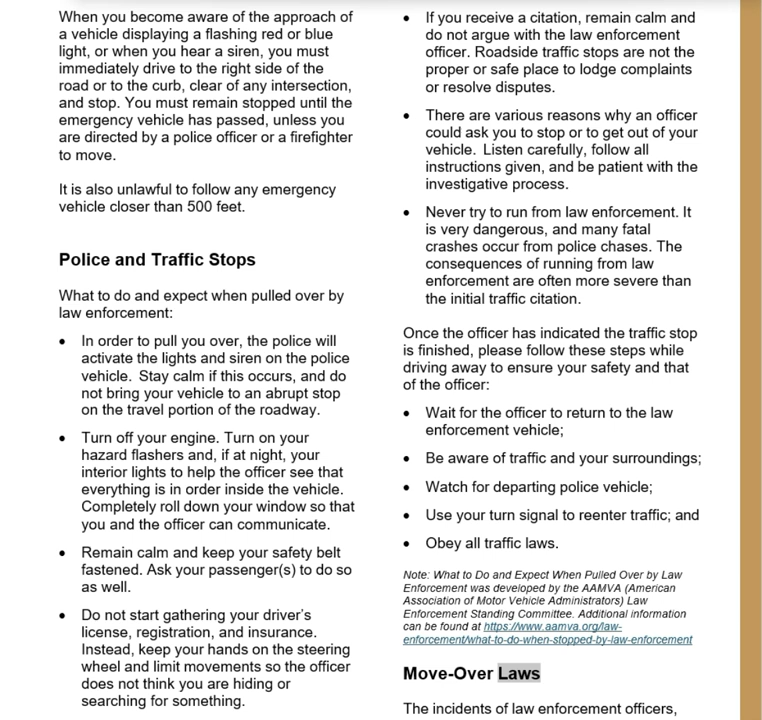 When you become aware of the approach of
a vehicle displaying a flashing red or blue
light, or when you hear a siren, you must
immediately drive to the right side of the
road or to the curb, clear of any intersection,
and stop. You must remain stopped until the
emergency vehicle has passed, unless you
are directed by a police officer or a firefighter
to move.
It is also unlawful to follow any emergency
vehicle closer than 500 feet.
Police and Traffic Stops
What to do and expect when pulled over by
law enforcement:
• In order to pull you over, the police will
activate the lights and siren on the police
vehicle. Stay calm if this occurs, and do
not bring your vehicle to an abrupt stop
on the travel portion of the roadway.
• Turn off your engine. Turn on your
hazard flashers and, if at night, your
interior lights to help the officer see that
everything is in order inside the vehicle.
Completely roll down your window so that
you and the officer can communicate.
• Remain calm and keep your safety belt
fastened. Ask your passenger(s) to do so
as well.
• Do not start gathering your driver's
license, registration, and insurance.
Instead, keep your hands on the steering
wheel and limit movements so the officer
does not think you are hiding or
searching for something.
• If you receive a citation, remain calm and
do not argue with the law enforcement
officer. Roadside traffic stops are not the
proper or safe place to lodge complaints
or resolve disputes.
• There are various reasons why an officer
could ask you to stop or to get out of your
vehicle. Listen carefully, follow all
instructions given, and be patient with the
investigative process.
• Never try to run from law enforcement. It
is very dangerous, and many fatal
crashes occur from police chases. The
consequences of running from law
enforcement are often more severe than
the initial traffic citation.
Once the officer has indicated the traffic stop
is finished, please follow these steps while
driving away to ensure your safety and that
of the officer:
• Wait for the officer to return to the law
enforcement vehicle;
• Be aware of traffic and your surroundings;
• Watch for departing police vehicle;
• Use your turn signal to reenter traffic; and
• Obey all traffic laws.
Note: What to Do and Expect When Pulled Over by Law
Enforcement was developed by the AAMVA (American
Association of Motor Vehicle Administrators) Law
Enforcement Standing Committee. Additional information
can be found at https://www.aamva.org/law-
enforcement/what-to-do-when-stopped-by-law-enforcement
Move-Over Laws
The incidents of law enforcement officers,